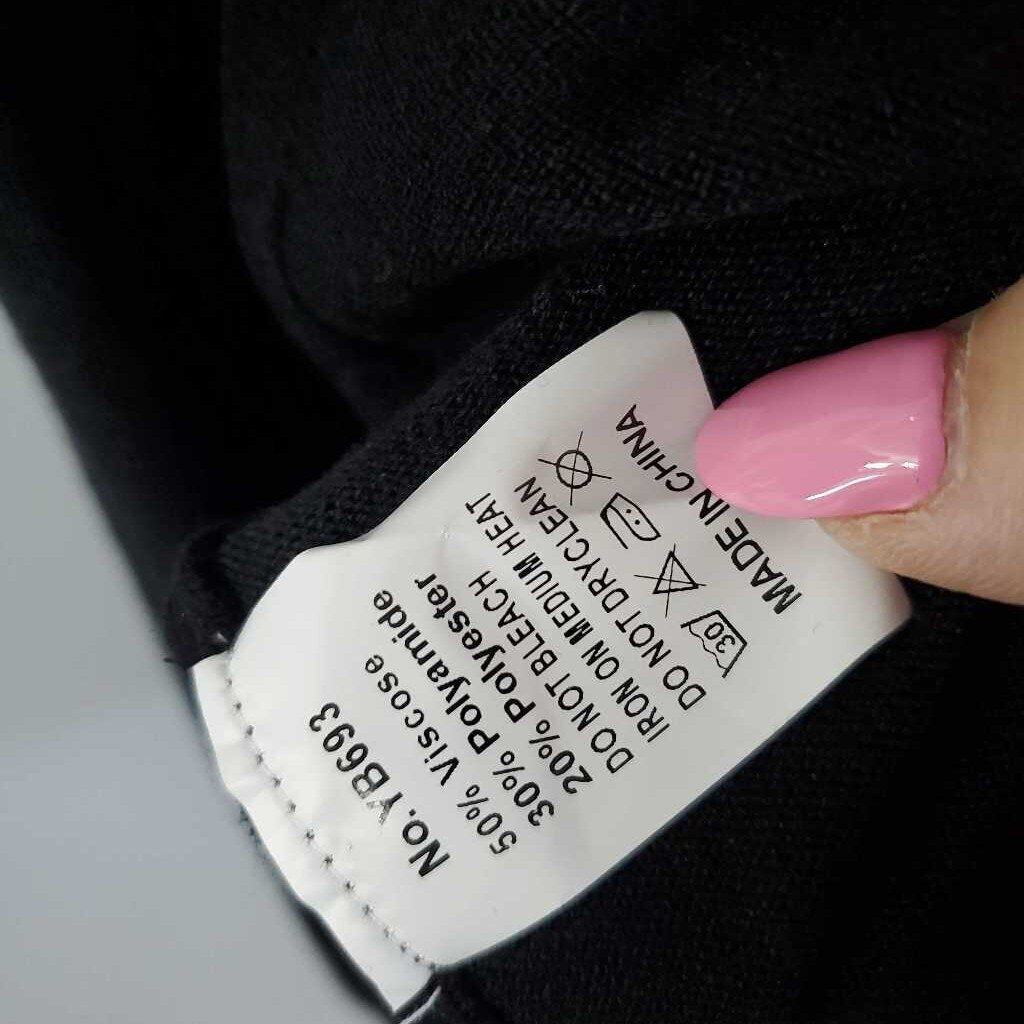 No.YB693
50% Viscose
30% Polyamide
20% Polyester
DO NOT BLEACH
IRON ON MEDIUM HEAT
DO NOT DRYCLEAN
30
MADE IN CHINA